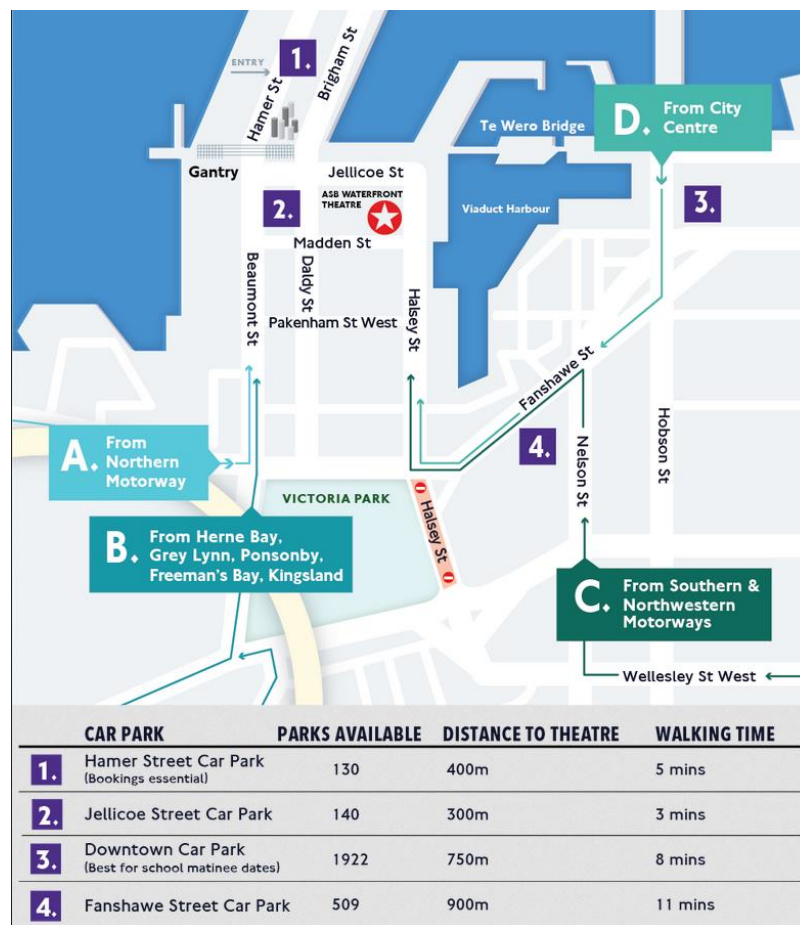 ENTRY
1.
Hamer St
Brigham St
Gantry
Jellicoe St
2.
ASB WATERFRONT
THEATRE
Madden St
Te Wero Bridge
Viaduct Harbour
D.
From City
Centre
3.
Beaumont St
Daldy St
Pakenham St West
Halsey St
Fanshawe St
4.
Nelson St
Hobson St
A.
From
Northern
Motorway
VICTORIA PARK
Halsey St
B.
From Herne Bay,
Grey Lynn, Ponsonby,
Freeman's Bay, Kingsland
C.
From Southern &
Northwestern
Motorways
Wellesley St West
CAR PARK PARKS AVAILABLE DISTANCE TO THEATRE WALKING TIME
1. Hamer Street Car Park 130 400m 5 mins
(Bookings essential)
2. Jellicoe Street Car Park 140 300m 3 mins
3. Downtown Car Park 1922 750m 8 mins
(Best for school matinee dates)
4. Fanshawe Street Car Park 509 900m 11 mins